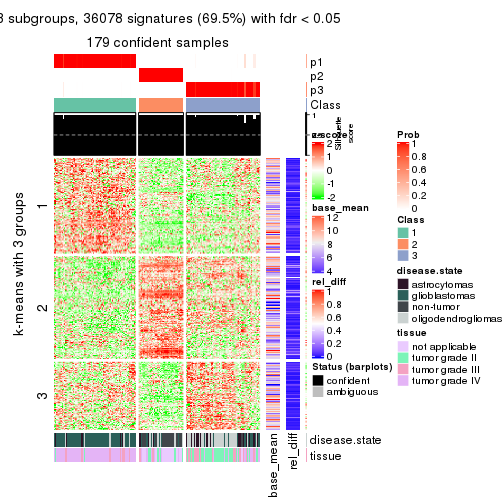 3 subgroups, 36078 signatures (69.5%) with fdr < 0.05
179 confident samples
p1
p2
p3
Class
1
Silhouette
score
k-means with 3 groups
1
2
3
z-score
2
1
0
-1
-2
base_mean
12
10
8
6
4
rel_diff
1
0.8
0.6
0.4
0.2
0
Status (barplots)
confident
ambiguous
Prob
1
0.8
0.6
0.4
0.2
0
Class
1
2
3
disease.state
astrocytomas
glioblastomas
non-tumor
oligodendrogliomas
tissue
not applicable
tumor grade II
tumor grade III
tumor grade IV
disease.state
tissue
base_mean
rel_diff